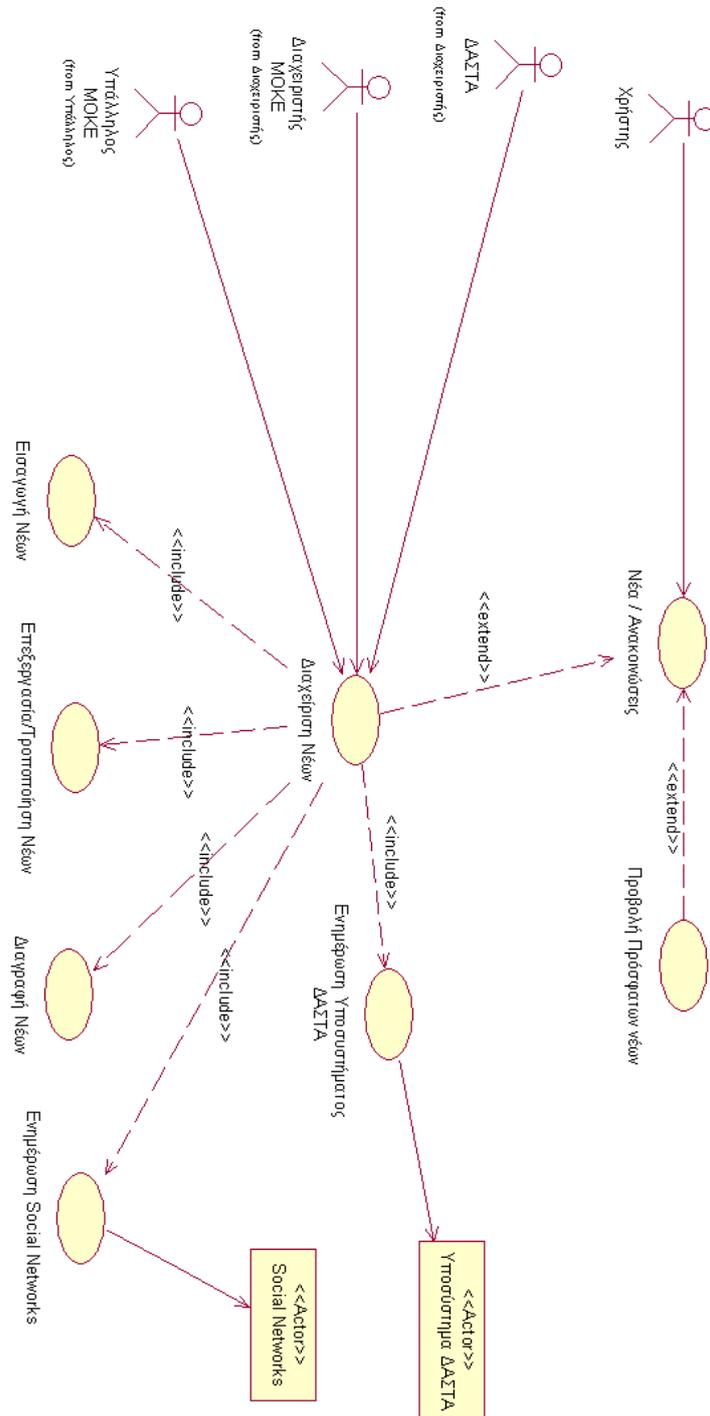 Χρήστης
Νέα / Ανακοινώσεις
<<extend>>
Προβολή Πρόσφατων νέων
ΔΑΣΤΑ
(from Διαχειριστής)
<<extend>>
Διαχειριστής
ΜΟΚΕ
(from Διαχειριστής)
Διαχείριση Νέων
<<include>>
Ενημέρωση Υποσυστήματος
ΔΑΣΤΑ
<<Actor>>
Υποσύστημα ΔΑΣΤΑ
Υπάλληλος
ΜΟΚΕ
(from Υπάλληλος)
<<include>>
<<include>>
<<include>>
<<include>>
<<Actor>>
Social Networks
Εισαγωγή Νέων
Επεξεργασία/Τροποποίηση Νέων
Διαγραφή Νέων
Ενημέρωση Social Networks